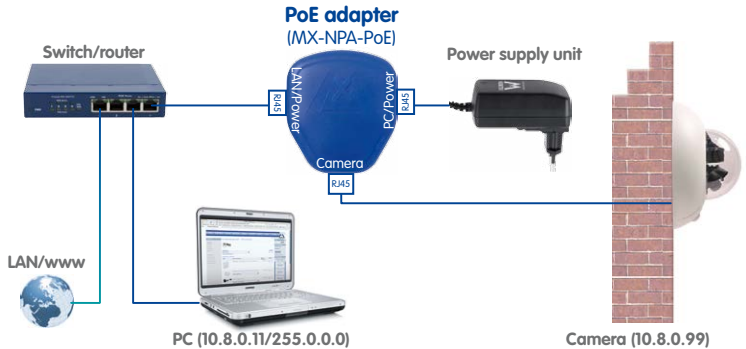 PoE adapter
(MX-NPA-PoE)
Switch/router
Power supply unit
RJ45
LAN/Power
PC/Power
RJ45
Camera
RJ45
LAN/www
PC (10.8.0.11/255.0.0.0)
Camera (10.8.0.99)